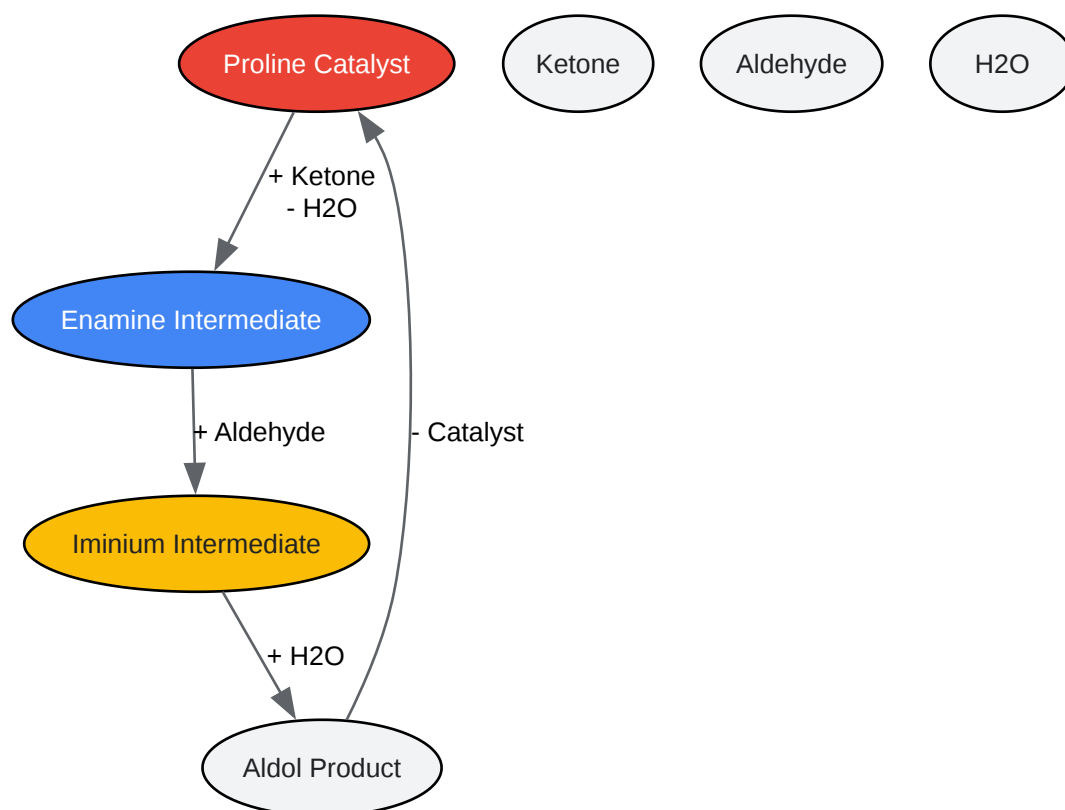 Proline Catalyst
Ketone
Aldehyde
H2O
+ Ketone
- H2O
Enamine Intermediate
+ Aldehyde
- Catalyst
Iminium Intermediate
+ H2O
Aldol Product